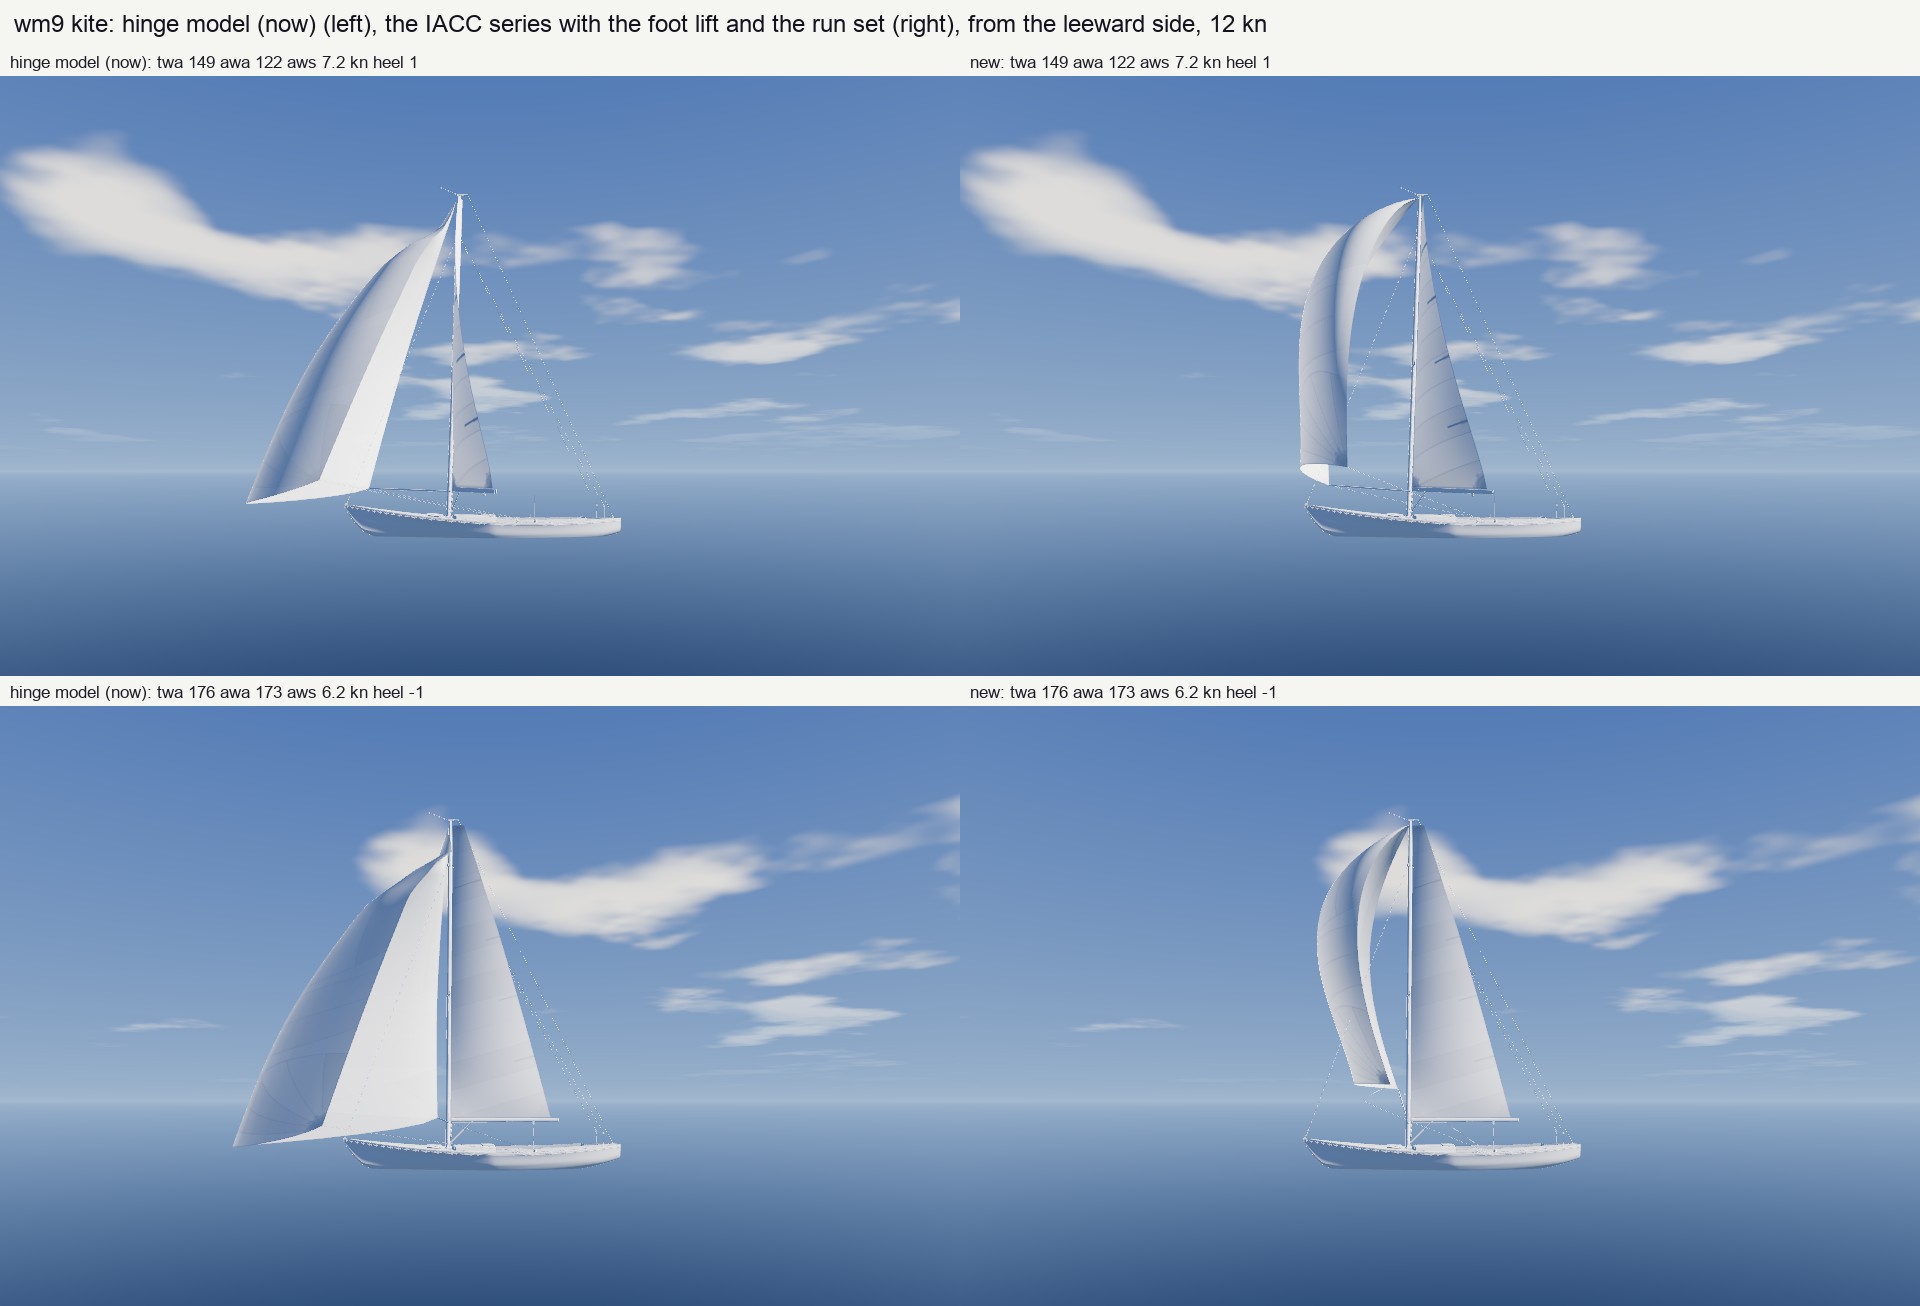 wm9 kite: hinge model (now) (left), the IACC series with the foot lift and the run set (right), from the leeward side, 12 kn
hinge model (now): twa 149 awa 122 aws 7.2 kn heel 1
new: twa 149 awa 122 aws 7.2 kn heel 1
hinge model (now): twa 176 awa 173 aws 6.2 kn heel -1
new: twa 176 awa 173 aws 6.2 kn heel -1